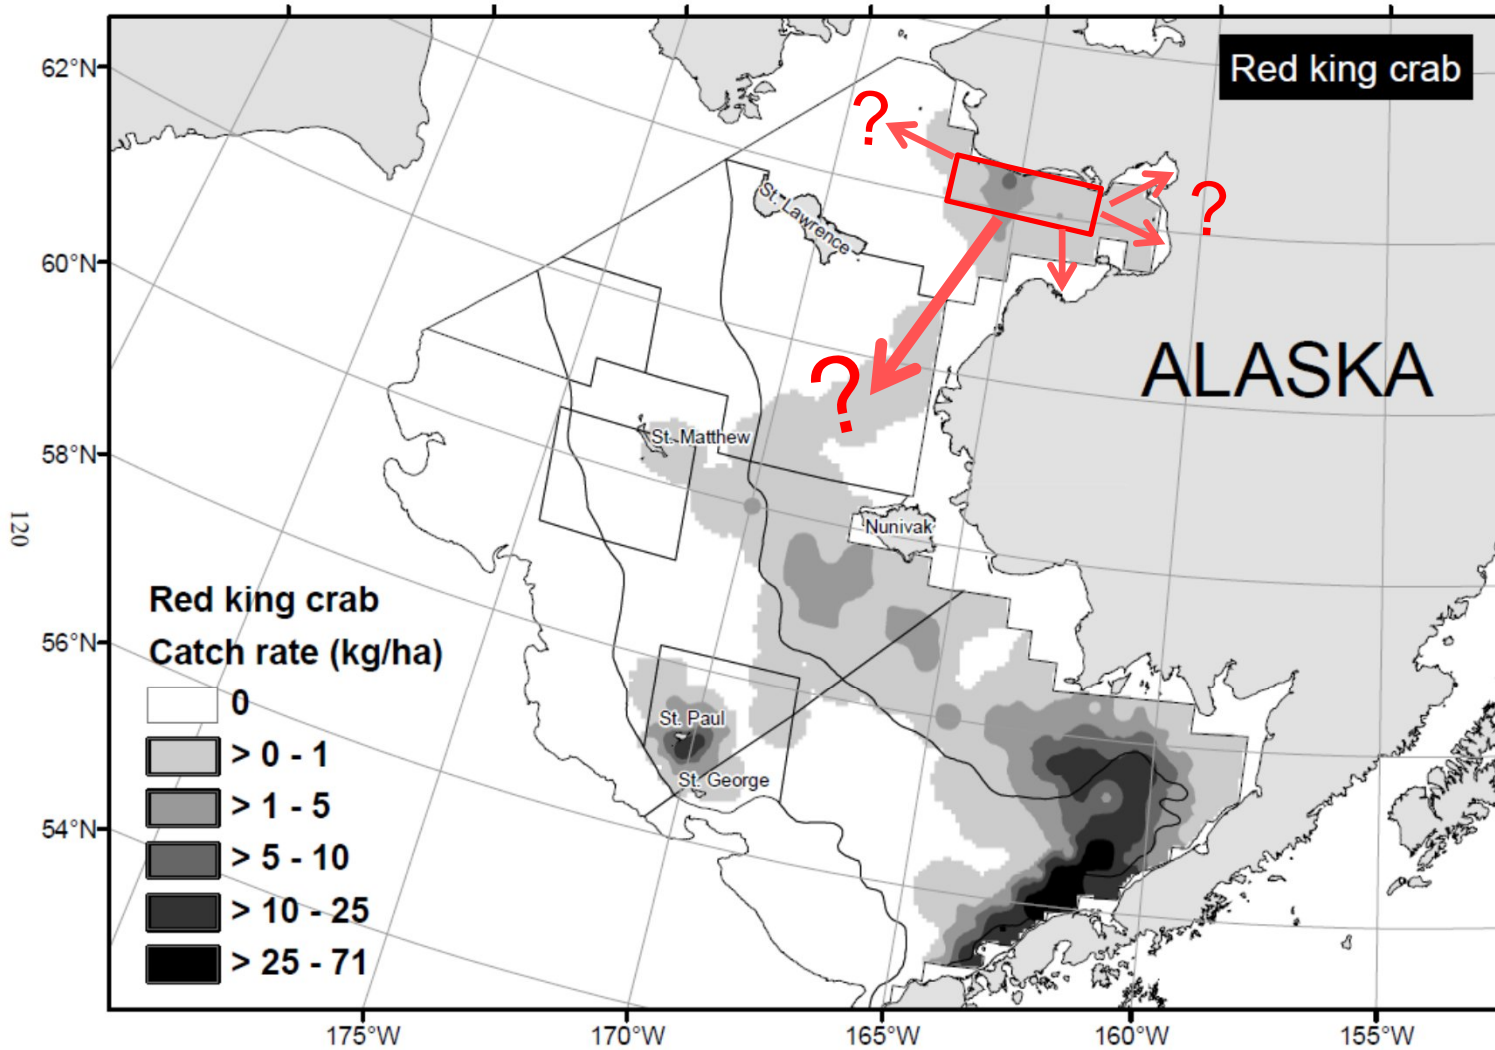 Red king crab
62°N
60°N
58°N
56°N
54°N
120
?
?
?
St. Lawrence
ALASKA
St. Matthew
Nunivak
St. Paul
St. George
Red king crab
Catch rate (kg/ha)
0
> 0 - 1
> 1 - 5
> 5 - 10
> 10 - 25
> 25 - 71
175°W
170°W
165°W
160°W
155°W